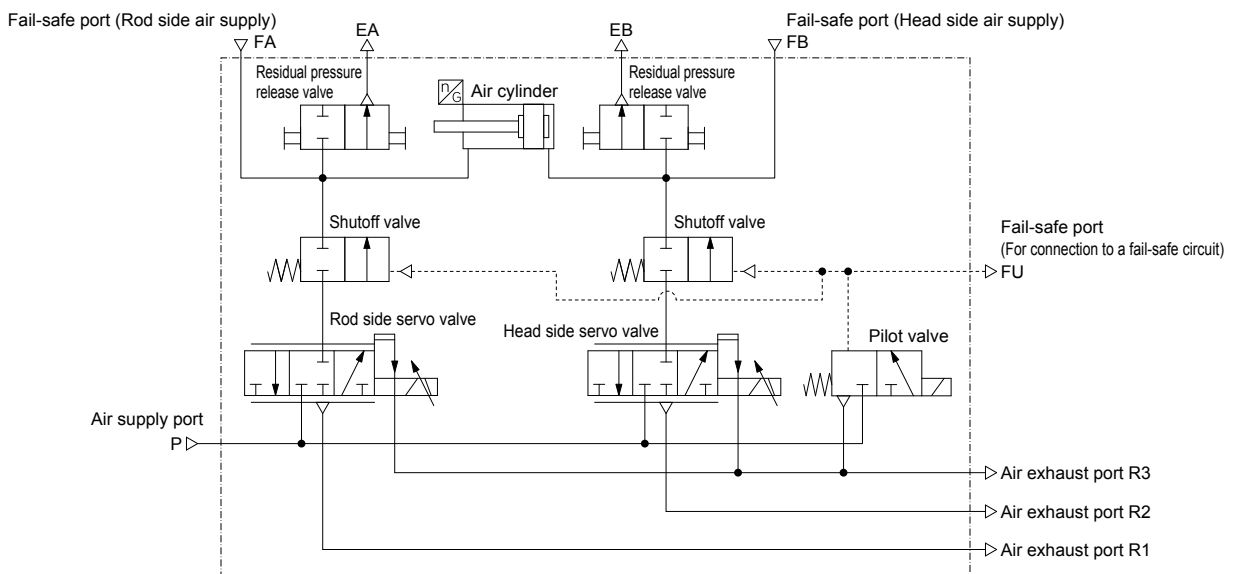 Fail-safe port (Rod side air supply)
FA
EA
EB
Fail-safe port (Head side air supply)
FB
Residual pressure
release valve
n/G
Air cylinder
Residual pressure
release valve
Shutoff valve
Shutoff valve
Fail-safe port
(For connection to a fail-safe circuit)
FU
Rod side servo valve
Head side servo valve
Pilot valve
Air supply port
P
Air exhaust port R3
Air exhaust port R2
Air exhaust port R1